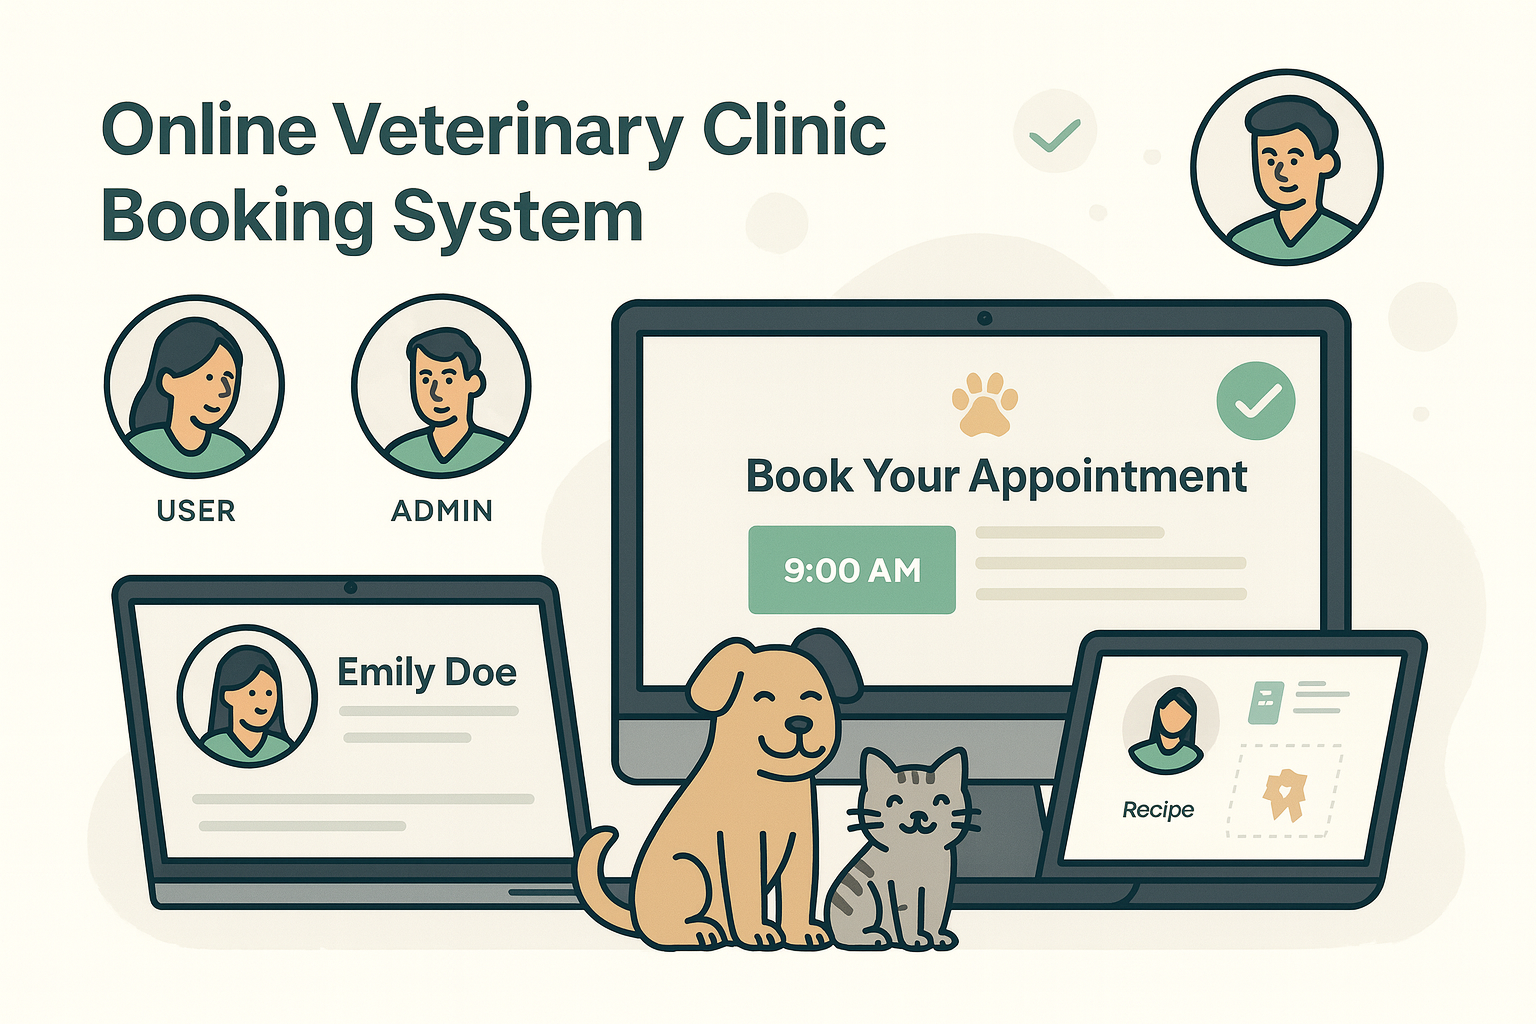 Online Veterinary Clinic
Booking System
USER
ADMIN
Book Your Appointment
9:00 AM
Emily Doe
Recipe